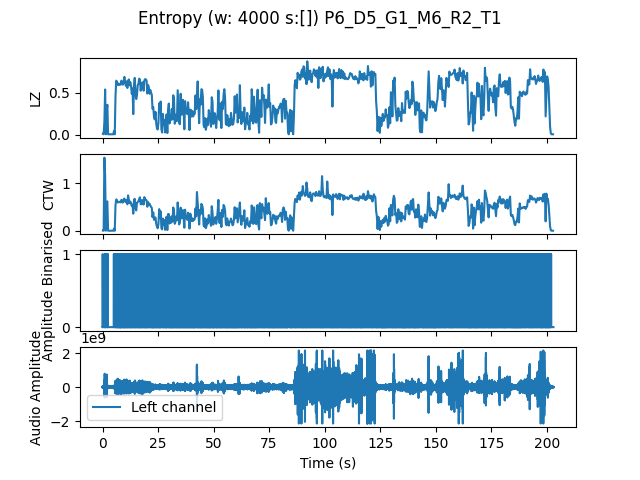 Entropy (w: 4000 s:[]) P6_D5_G1_M6_R2_T1
LZ
0.5
0.0
CTW
1
0
Amplitude Binarised
1
0
1e9
Audio Amplitude
2
0
−2
Left channel
0 25 50 75 100 125 150 175 200
Time (s)